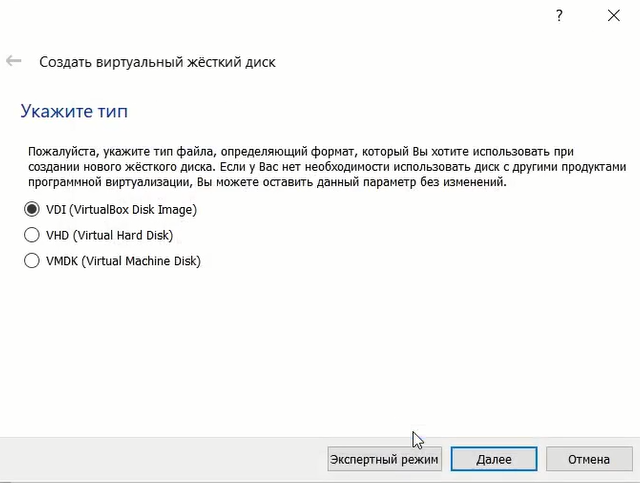 ?
Создать виртуальный жёсткий диск
Укажите тип
Пожалуйста, укажите тип файла, определяющий формат, который Вы хотите использовать при
создании нового жёсткого диска. Если у Вас нет необходимости использовать диск с другими продуктами
программной виртуализации, Вы можете оставить данный параметр без изменений.
VDI (VirtualBox Disk Image)
VHD (Virtual Hard Disk)
VMDK (Virtual Machine Disk)
Экспертный режим Далее Отмена